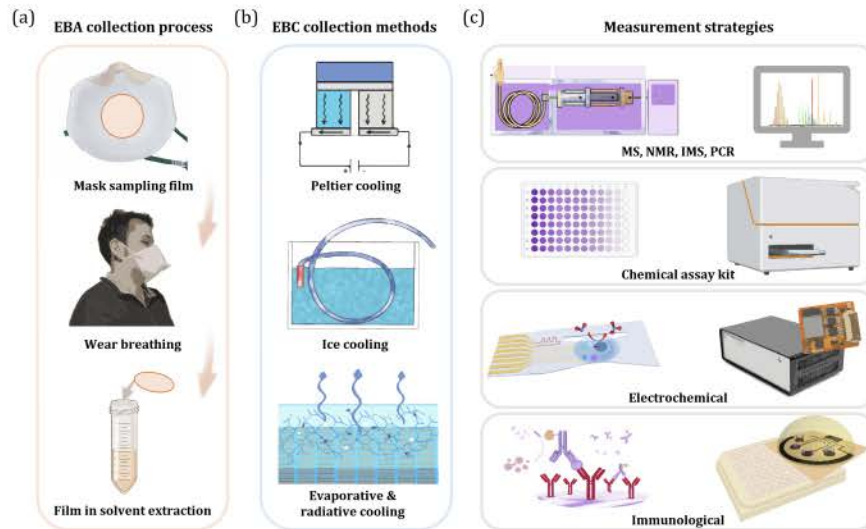 (a)
EBA collection process
Mask sampling film
Wear breathing
Film in solvent extraction
(b)
EBC collection methods
Peltier cooling
Ice cooling
Evaporative &
radiative cooling
(c)
Measurement strategies
MS, NMR, IMS, PCR
Chemical assay kit
Electrochemical
Immunological